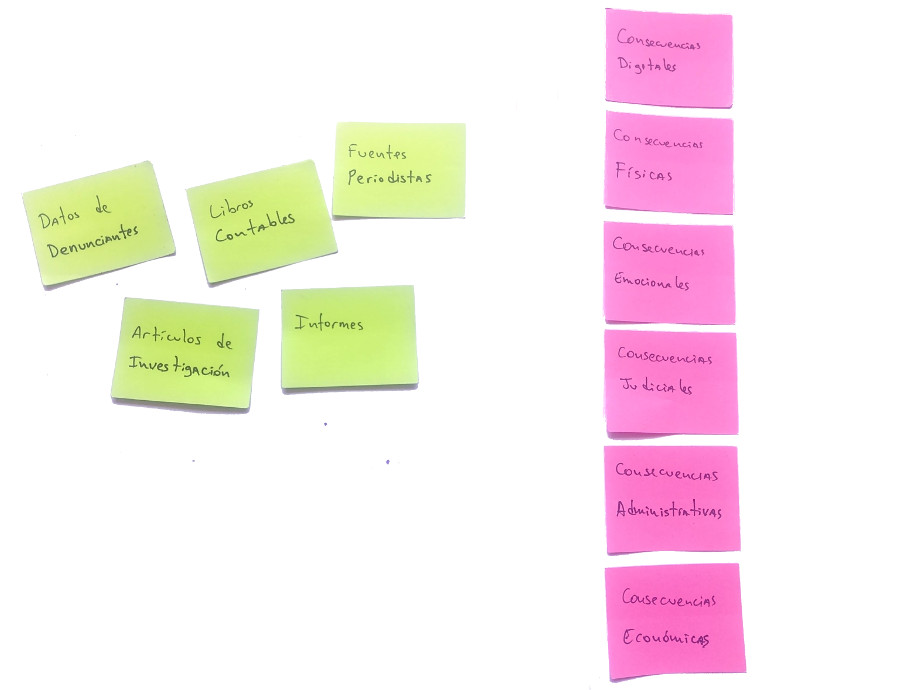 Datos de
Denunciantes
Libros
Contables
Fuentes
Periodistas
Artículos de
Investigación
Informes
Consecuencias
Digitales
Consecuencias
Físicas
Consecuencias
Emocionales
Consecuencias
Judiciales
Consecuencias
Administrativas
Consecuencias
Económicas